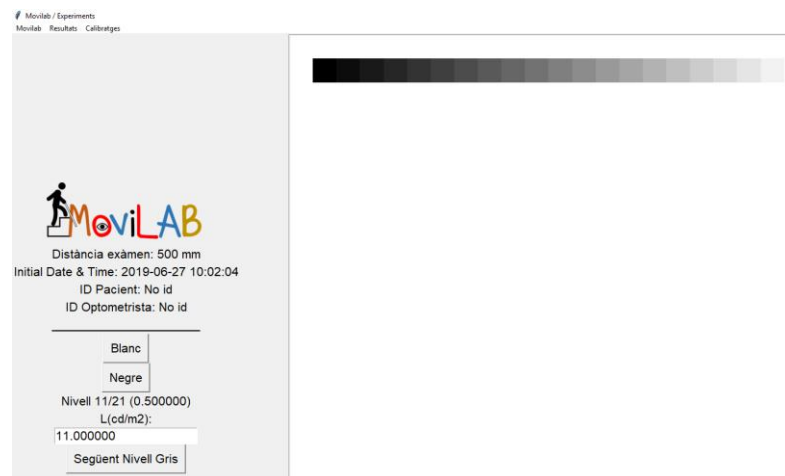 Movilab / Experiments
Movilab Resultats Calibratges
MoViLAB
Distància exàmen: 500 mm
Initial Date & Time: 2019-06-27 10:02:04
ID Pacient: No id
ID Optometrista: No id
Blanc
Negre
Nivell 11/21 (0.500000)
L(cd/m2):
11.000000
Següent Nivell Gris